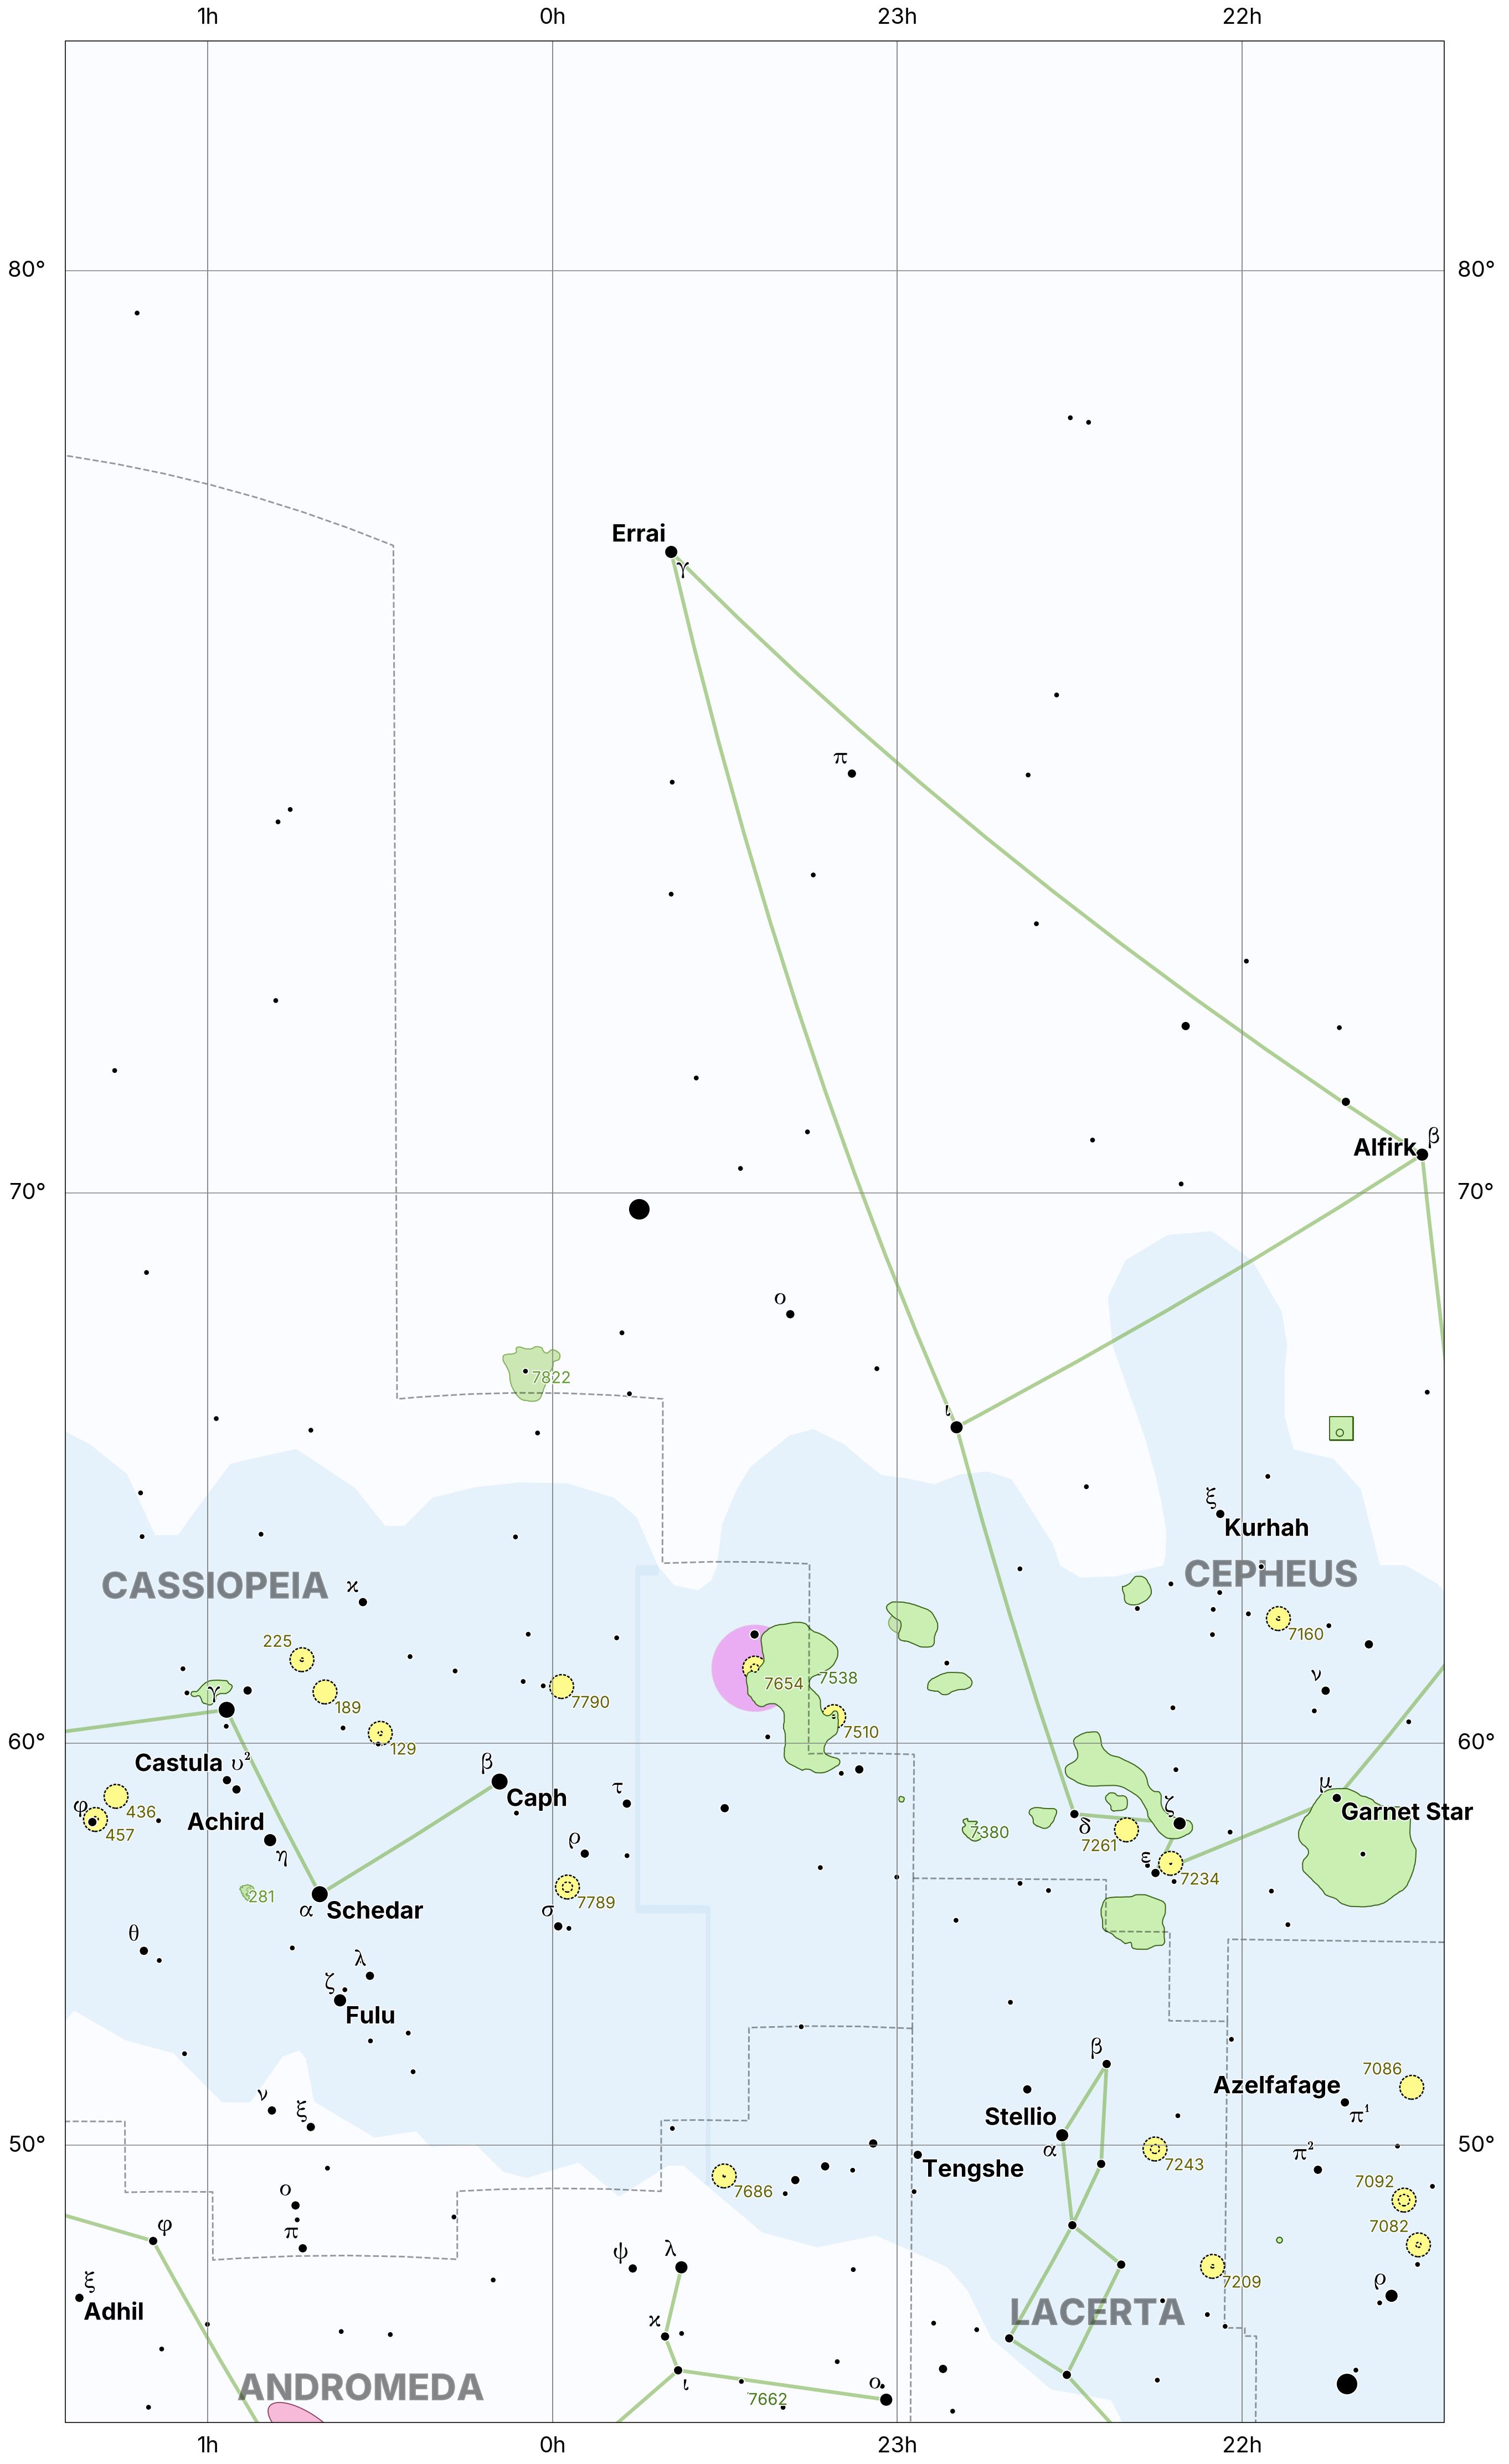 1h 0h 23h 22h
80° 80°
Errai
γ
π
Alfirk β
70° 70°
ο
7822
ι
ξ
Kurhah
CASSIOPEIA CEPHEUS
ϰ
225
7160
7654 7538
γ
189 7790
ν
7510
129
60° 60°
Castula υ²
β
μ
Caph
τ
Garnet Star
φ 436
ζ
Achird
457
δ
7261
7380
η
ρ
ε
7234
281
7789
α Schedar
σ
θ
λ
ζ
Fulu
β
7086
ν
ξ
Azelfafage
π¹
Stellio
α
50° 50°
π²
Tengshe
7243
7092
7686
ο
7082
φ
π
ψ λ
ξ
7209
ρ
Adhil
LACERTA
ϰ
ANDROMEDA
ι
7662
ο
1h 0h 23h 22h